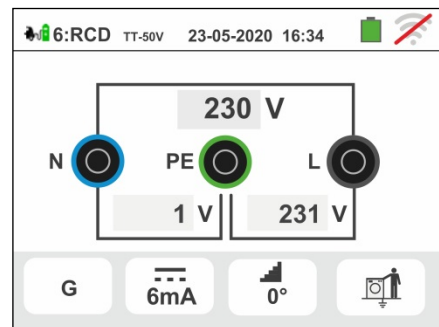 6:RCD TT-50V 23-05-2020 16:34
230 V
N PE L
1 V 231 V
G 6mA 0°